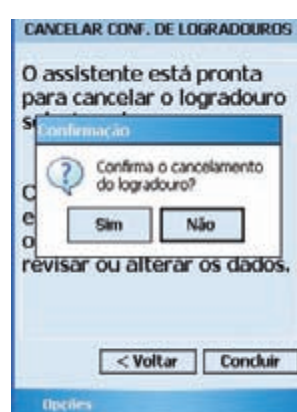 CANCELAR CONF. DE LOGRADOUROS
O assistente está pronta
para cancelar o logradouro
Confirmação
Confirma o cancelamento
do logradouro?
Sim Não
revisar ou alterar os dados.
< Voltar Concluir
Opções